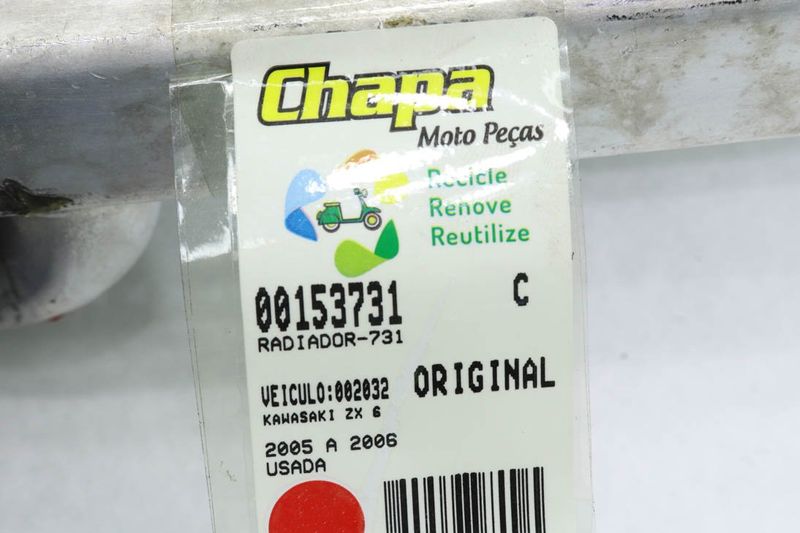 Chapa
Moto Peças
Recicle
Renove
Reutilize
00153731
C
RADIADOR-731
VEICULO:002032
ORIGINAL
KAWASAKI ZX 6
2005 A 2006
USADA